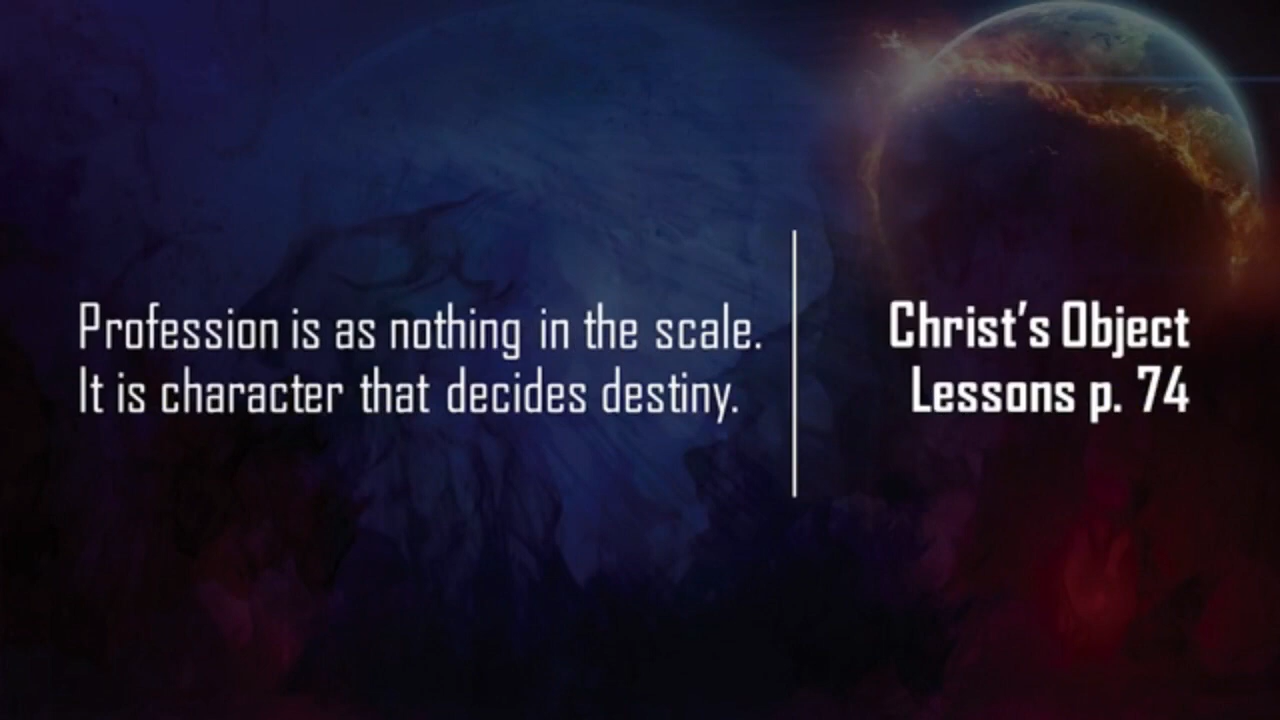 Profession is as nothing in the scale.
It is character that decides destiny.
Christ's Object
Lessons p. 74